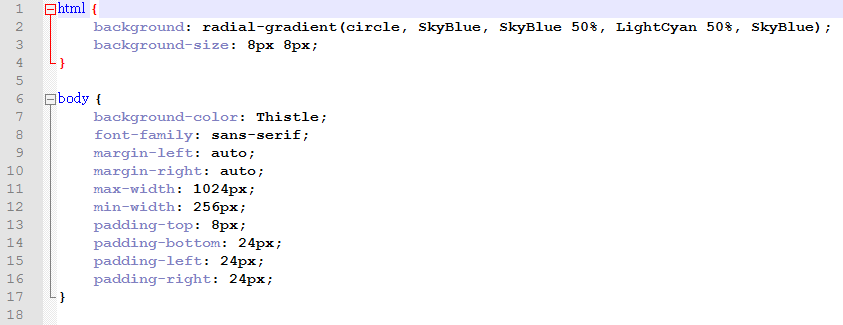 1 html {
2 background: radial-gradient(circle, SkyBlue, SkyBlue 50%, LightCyan 50%, SkyBlue);
3 background-size: 8px 8px;
4 }
5
6 body {
7 background-color: Thistle;
8 font-family: sans-serif;
9 margin-left: auto;
10 margin-right: auto;
11 max-width: 1024px;
12 min-width: 256px;
13 padding-top: 8px;
14 padding-bottom: 24px;
15 padding-left: 24px;
16 padding-right: 24px;
17 }
18